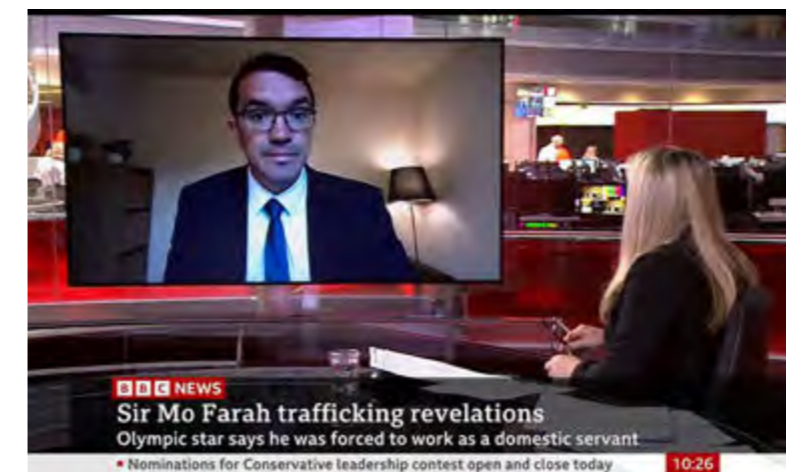 BBC NEWS
Sir Mo Farah trafficking revelations
Olympic star says he was forced to work as a domestic servant
Nominations for Conservative leadership contest open and close today
10:26